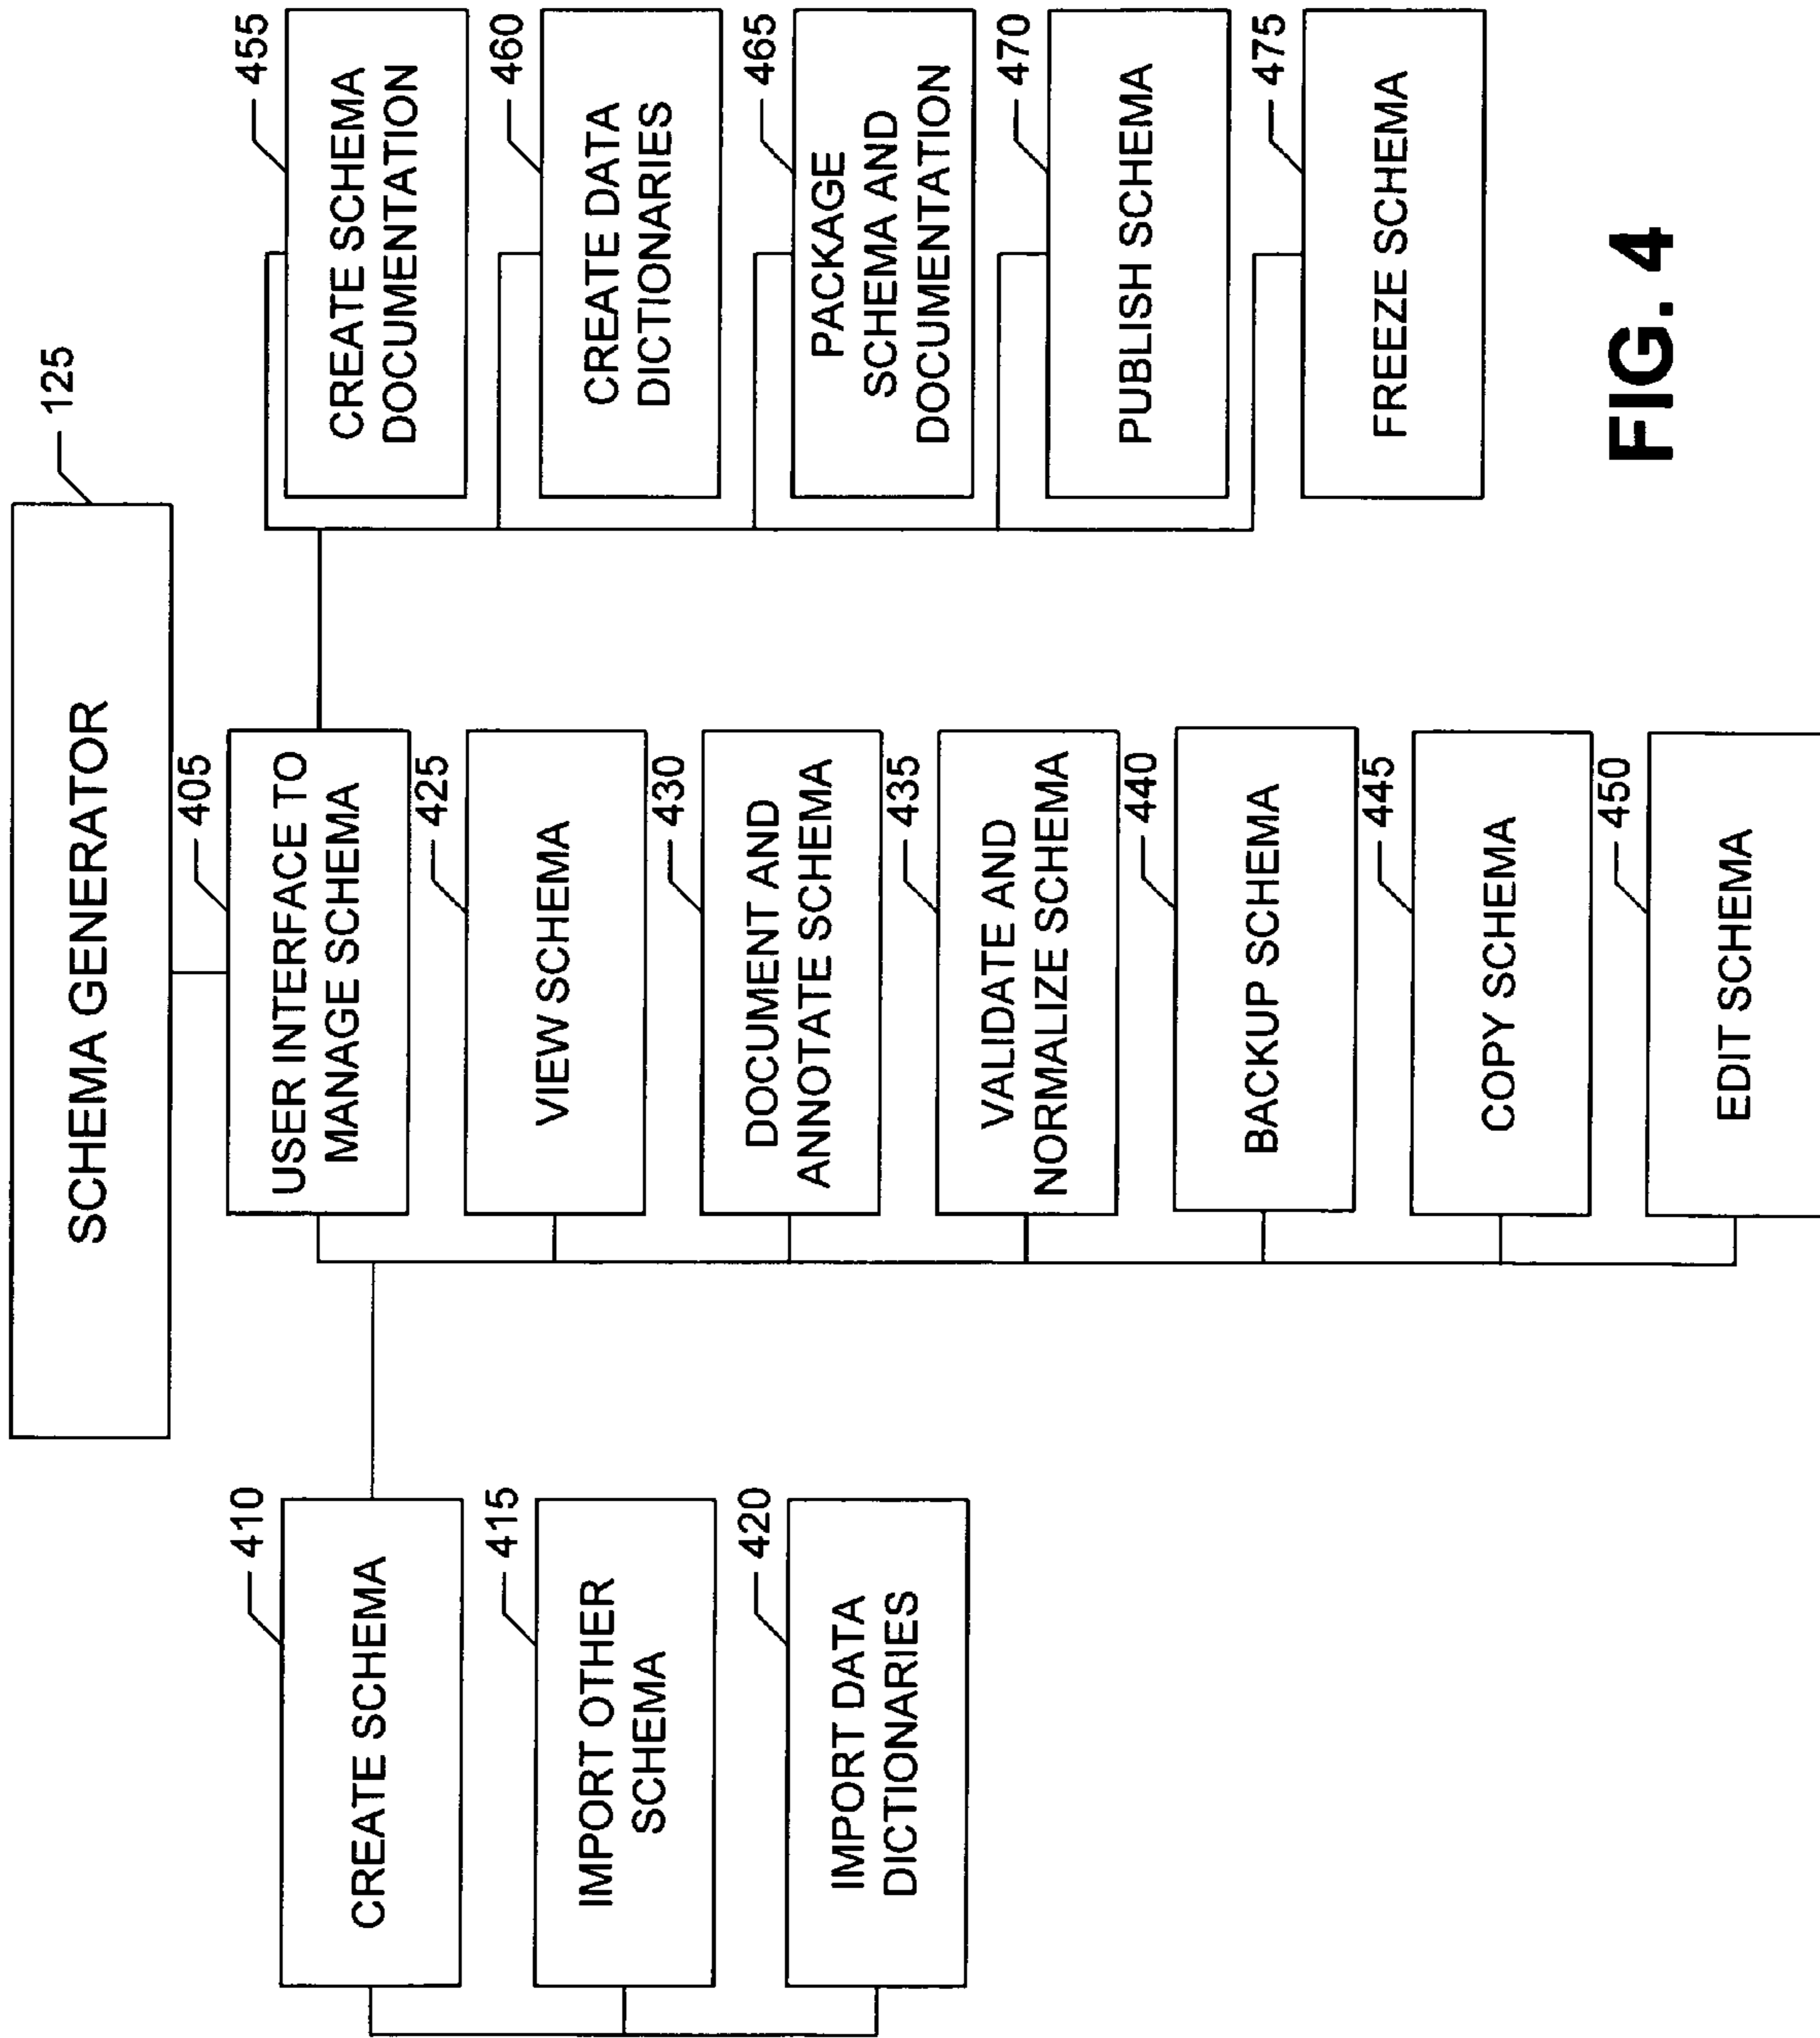 SCHEMA GENERATOR
125
405
USER INTERFACE TO
MANAGE SCHEMA
410
CREATE SCHEMA
415
IMPORT OTHER
SCHEMA
420
IMPORT DATA
DICTIONARIES
425
VIEW SCHEMA
430
DOCUMENT AND
ANNOTATE SCHEMA
435
VALIDATE AND
NORMALIZE SCHEMA
440
BACKUP SCHEMA
445
COPY SCHEMA
450
EDIT SCHEMA
455
CREATE SCHEMA
DOCUMENTATION
460
CREATE DATA
DICTIONARIES
465
PACKAGE
SCHEMA AND
DOCUMENTATION
470
PUBLISH SCHEMA
475
FREEZE SCHEMA
FIG. 4